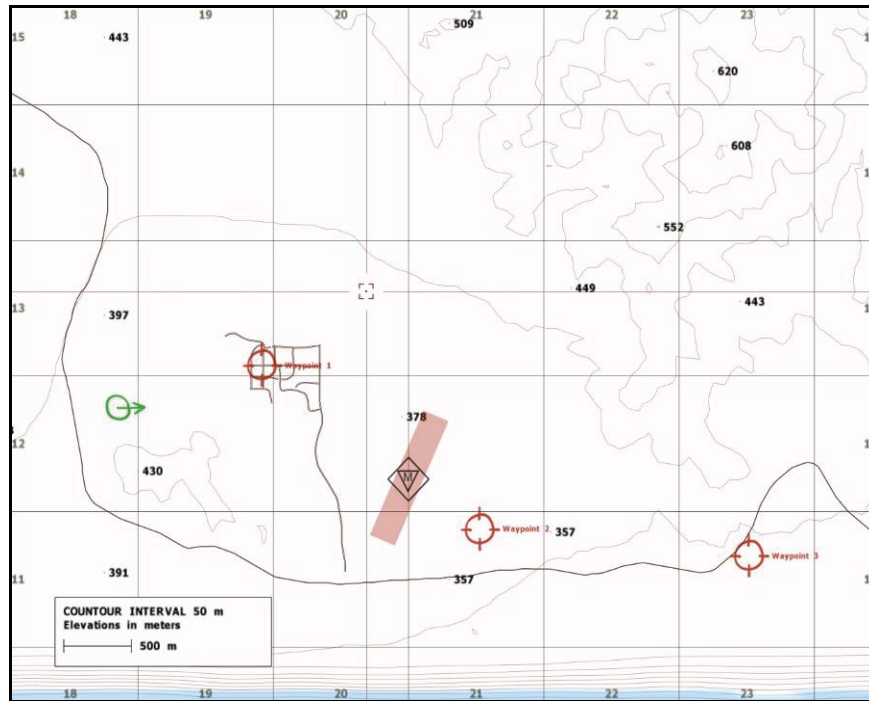 18 19 20 21 22 23
15 443 509
620
14 608
552
449 443
13 397
Waypoint 1
378
12
430
Waypoint 2 357
Waypoint 3
11 391 357
COUNTOUR INTERVAL 50 m
Elevations in meters
500 m
M
18 19 20 21 22 23